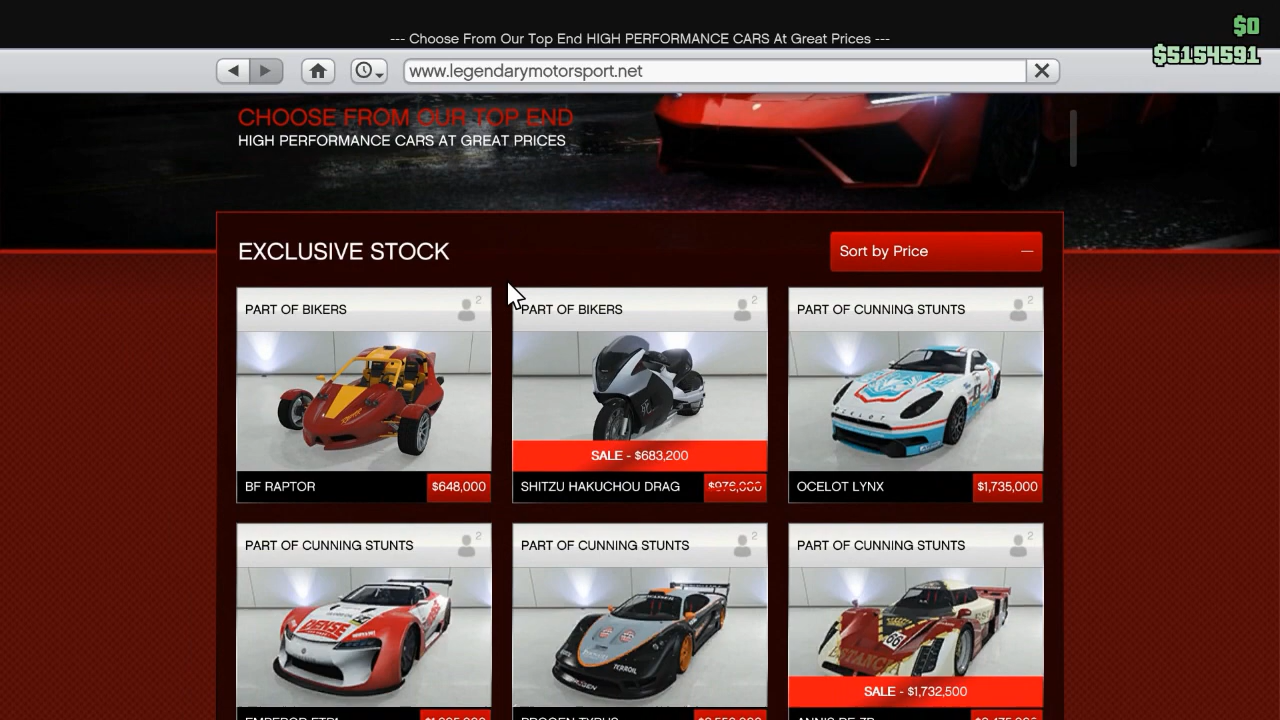 $0
$5154591
--- Choose From Our Top End HIGH PERFORMANCE CARS At Great Prices ---
www.legendarymotorsport.net
CHOOSE FROM OUR TOP END
HIGH PERFORMANCE CARS AT GREAT PRICES
EXCLUSIVE STOCK
Sort by Price
PART OF BIKERS 2
PART OF BIKERS 2
PART OF CUNNING STUNTS 2
SALE - $683,200
BF RAPTOR $648,000
SHITZU HAKUCHOU DRAG $976,000
OCELOT LYNX $1,735,000
PART OF CUNNING STUNTS 2
PART OF CUNNING STUNTS 2
PART OF CUNNING STUNTS 2
SALE - $1,732,500